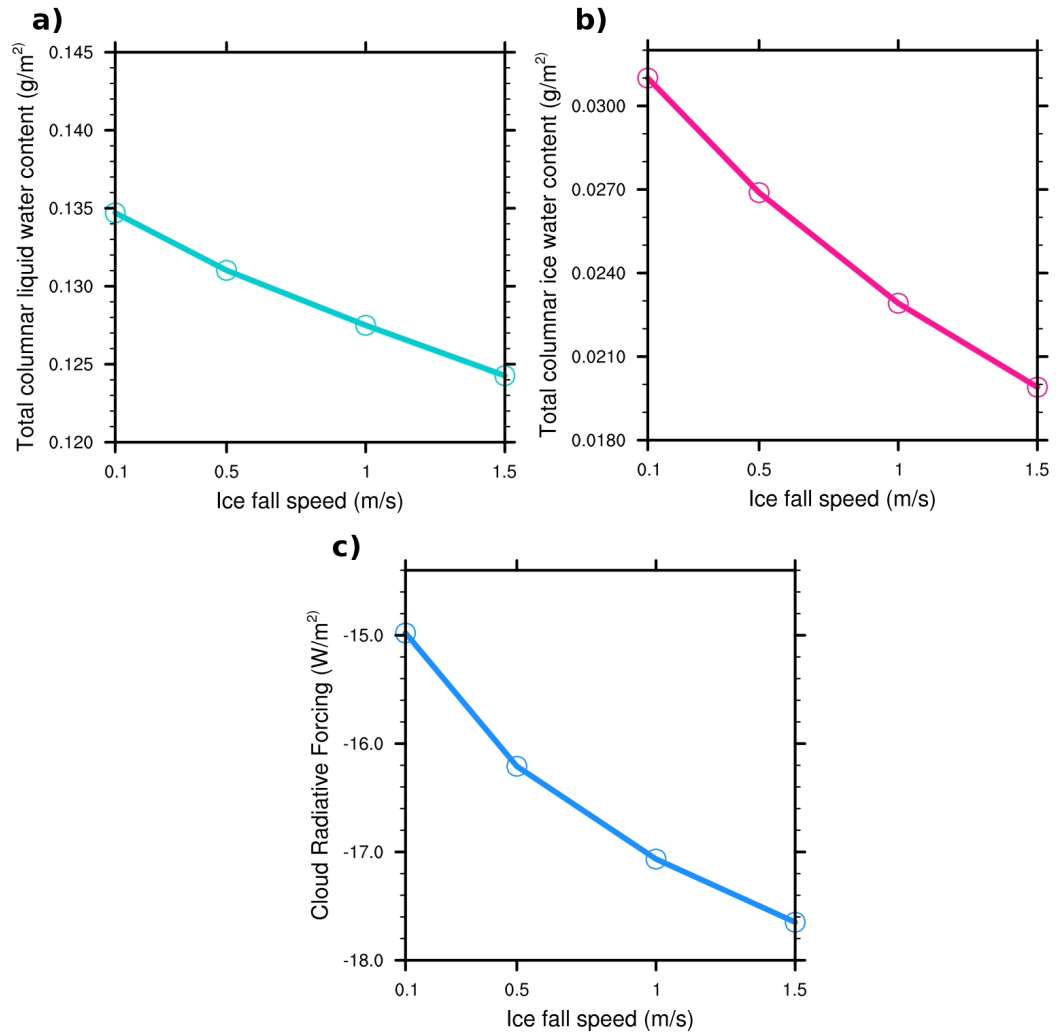 a)
Total columnar liquid water content (g/m²)
0.145
0.140
0.135
0.130
0.125
0.120
0.1 0.5 1 1.5
Ice fall speed (m/s)
b)
Total columnar ice water content (g/m²)
0.0300
0.0270
0.0240
0.0210
0.0180
0.1 0.5 1 1.5
Ice fall speed (m/s)
c)
Cloud Radiative Forcing (W/m²)
-15.0
-16.0
-17.0
-18.0
0.1 0.5 1 1.5
Ice fall speed (m/s)